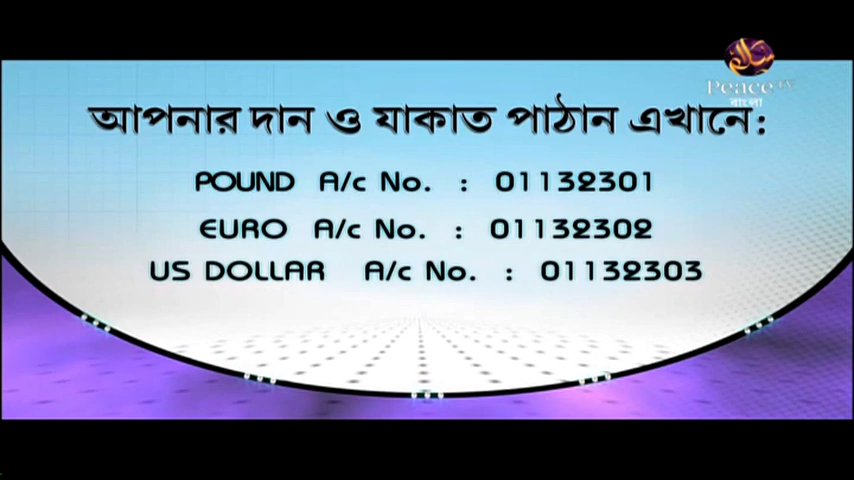 Peace TV
বাংলা
আপনার দান ও যাকাত পাঠান এখানে:
POUND A/c No. : 01132301
EURO A/c No. : 01132302
US DOLLAR A/c No. : 01132303